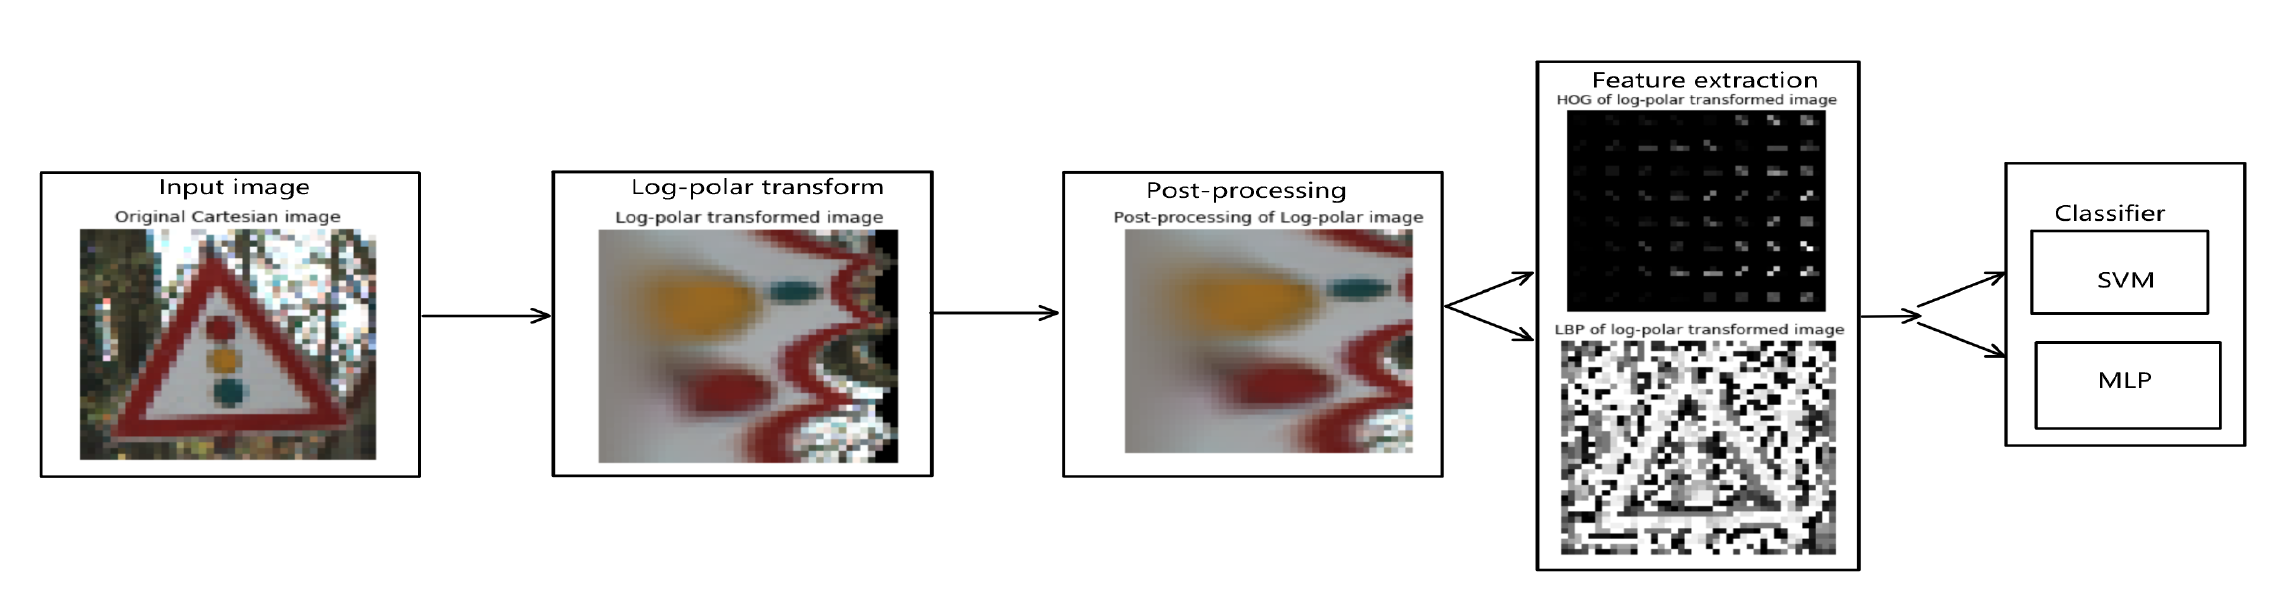 Input image
Original Cartesian image
Log-polar transform
Log-polar transformed image
Post-processing
Post-processing of Log-polar image
Feature extraction
HOG of log-polar transformed image
LBP of log-polar transformed image
Classifier
SVM
MLP